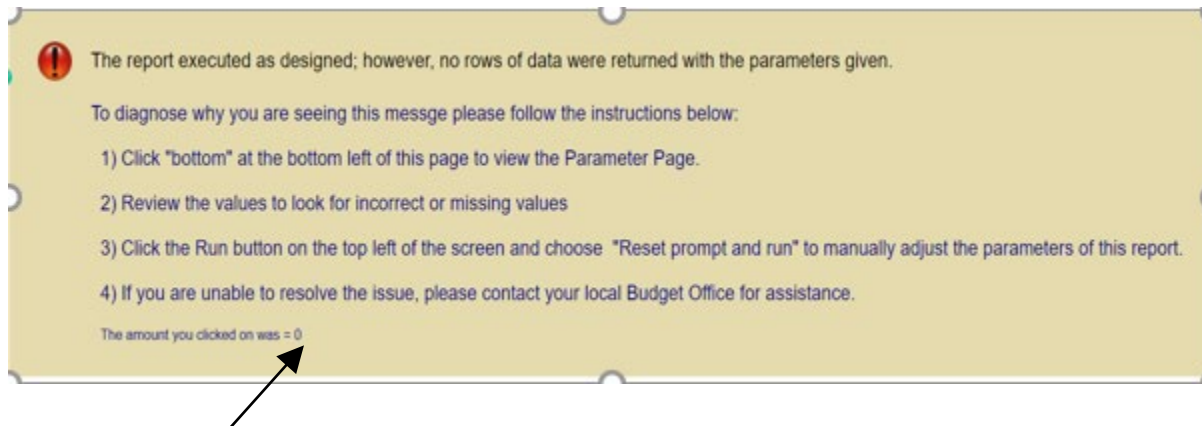 The report executed as designed; however, no rows of data were returned with the parameters given.
To diagnose why you are seeing this messge please follow the instructions below:
1) Click "bottom" at the bottom left of this page to view the Parameter Page.
2) Review the values to look for incorrect or missing values
3) Click the Run button on the top left of the screen and choose "Reset prompt and run" to manually adjust the parameters of this report.
4) If you are unable to resolve the issue, please contact your local Budget Office for assistance.
The amount you clicked on was = 0